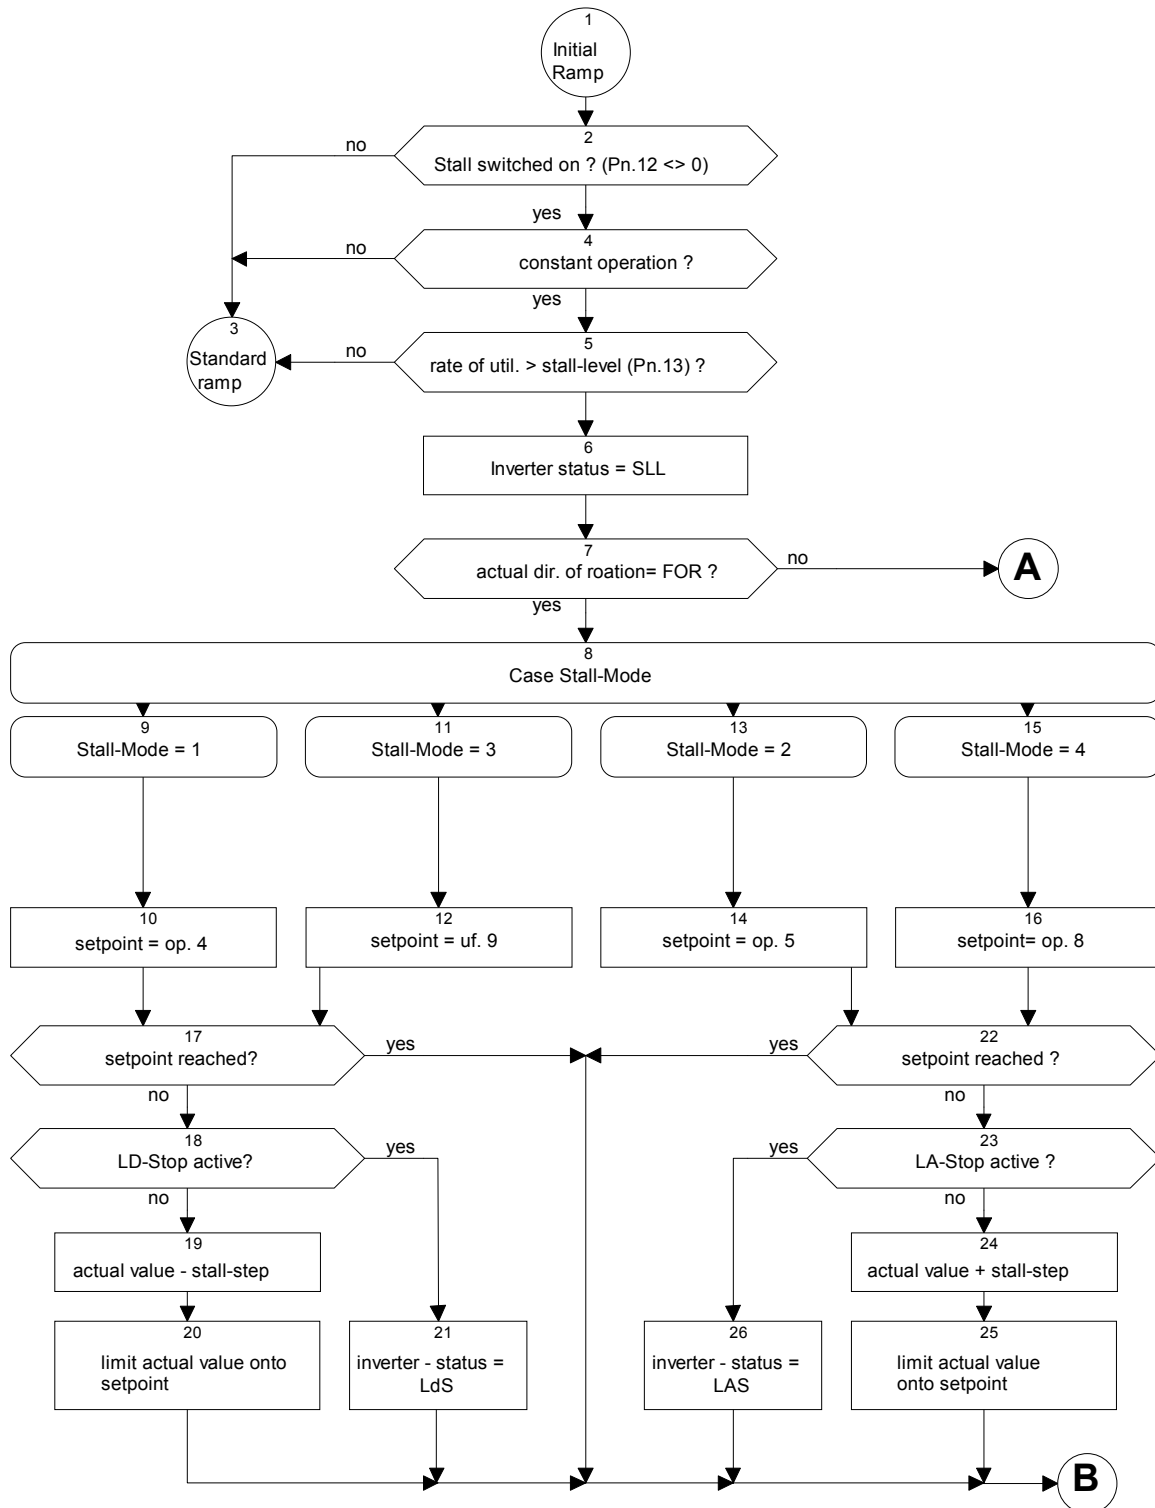 1
Initial
Ramp
2
no
Stall switched on ? (Pn.12 <> 0)
yes
4
no
constant operation ?
yes
3
Standard
ramp
5
no
rate of util. > stall-level (Pn.13) ?
6
Inverter status = SLL
7
actual dir. of roation= FOR ?
no
A
yes
8
Case Stall-Mode
9
Stall-Mode = 1
11
Stall-Mode = 3
13
Stall-Mode = 2
15
Stall-Mode = 4
10
setpoint = op. 4
12
setpoint = uf. 9
14
setpoint = op. 5
16
setpoint= op. 8
17
setpoint reached?
yes
yes
22
setpoint reached ?
no
no
18
LD-Stop active?
yes
yes
23
LA-Stop active ?
no
no
19
actual value - stall-step
24
actual value + stall-step
20
limit actual value onto
setpoint
21
inverter - status =
LdS
26
inverter - status =
LAS
25
limit actual value
onto setpoint
B